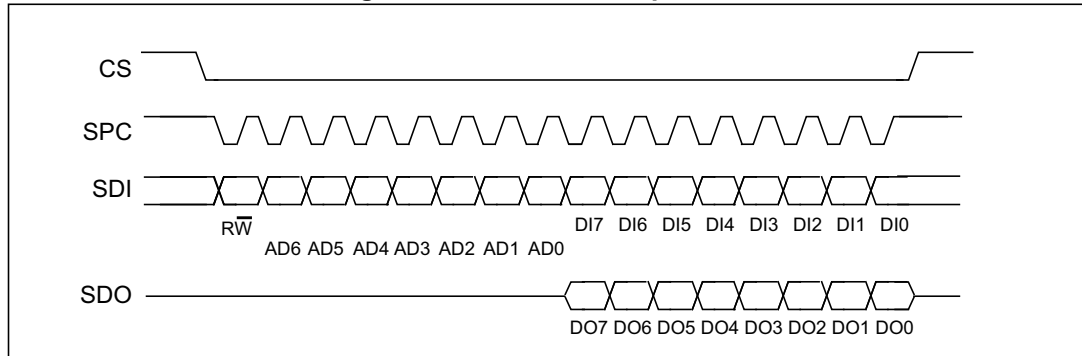 CS
SPC
SDI
RW̅
DI7 DI6 DI5 DI4 DI3 DI2 DI1 DI0
AD6 AD5 AD4 AD3 AD2 AD1 AD0
SDO
DO7 DO6 DO5 DO4 DO3 DO2 DO1 DO0